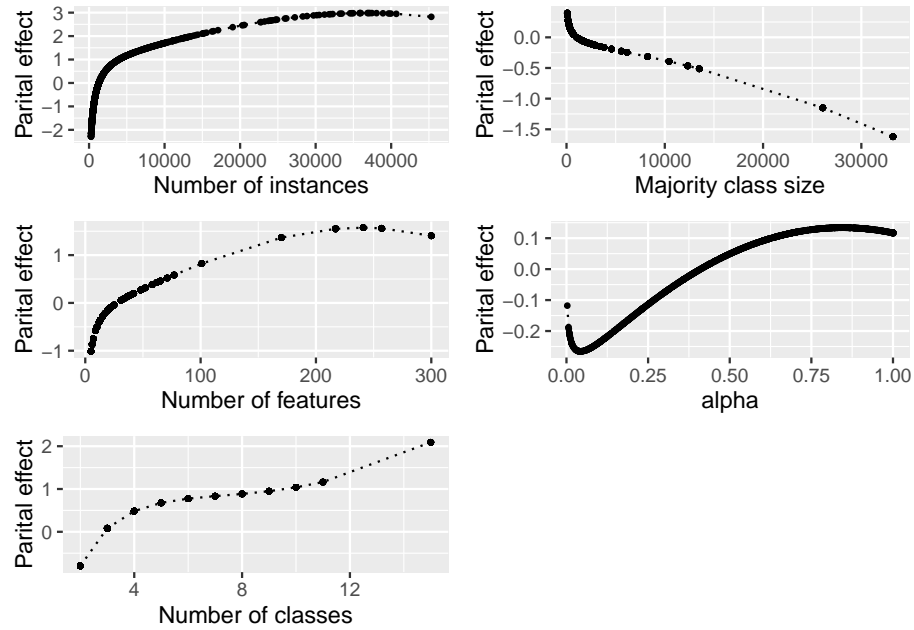 Parital effect
3
2
1
0
−1
−2
0 10000 20000 30000 40000
Number of instances
Parital effect
0.0
−0.5
−1.0
−1.5
0 10000 20000 30000
Majority class size
Parital effect
1
0
−1
0 100 200 300
Number of features
Parital effect
0.1
0.0
−0.1
−0.2
0.00 0.25 0.50 0.75 1.00
alpha
Parital effect
2
1
0
4 8 12
Number of classes